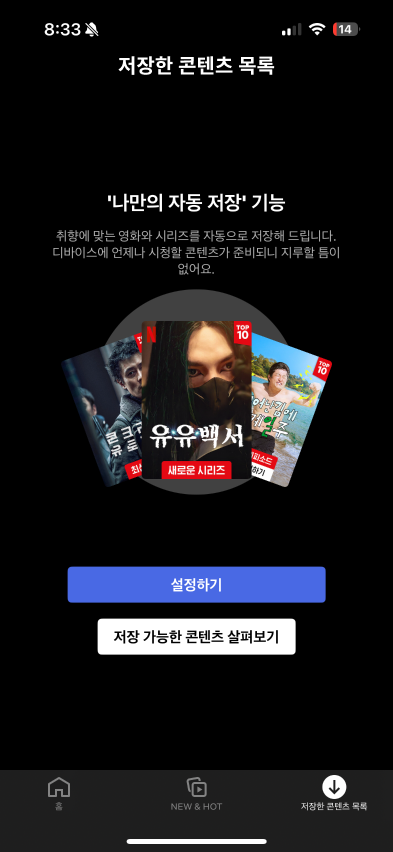 8:33
14
저장한 콘텐츠 목록
'나만의 자동 저장' 기능
취향에 맞는 영화와 시리즈를 자동으로 저장해 드립니다.
디바이스에 언제나 시청할 콘텐츠가 준비되니 지루할 틈이
없어요.
N
TOP
10
유유백서
새로운 시리즈
TOP
10
설정하기
저장 가능한 콘텐츠 살펴보기
홈
NEW & HOT
저장한 콘텐츠 목록